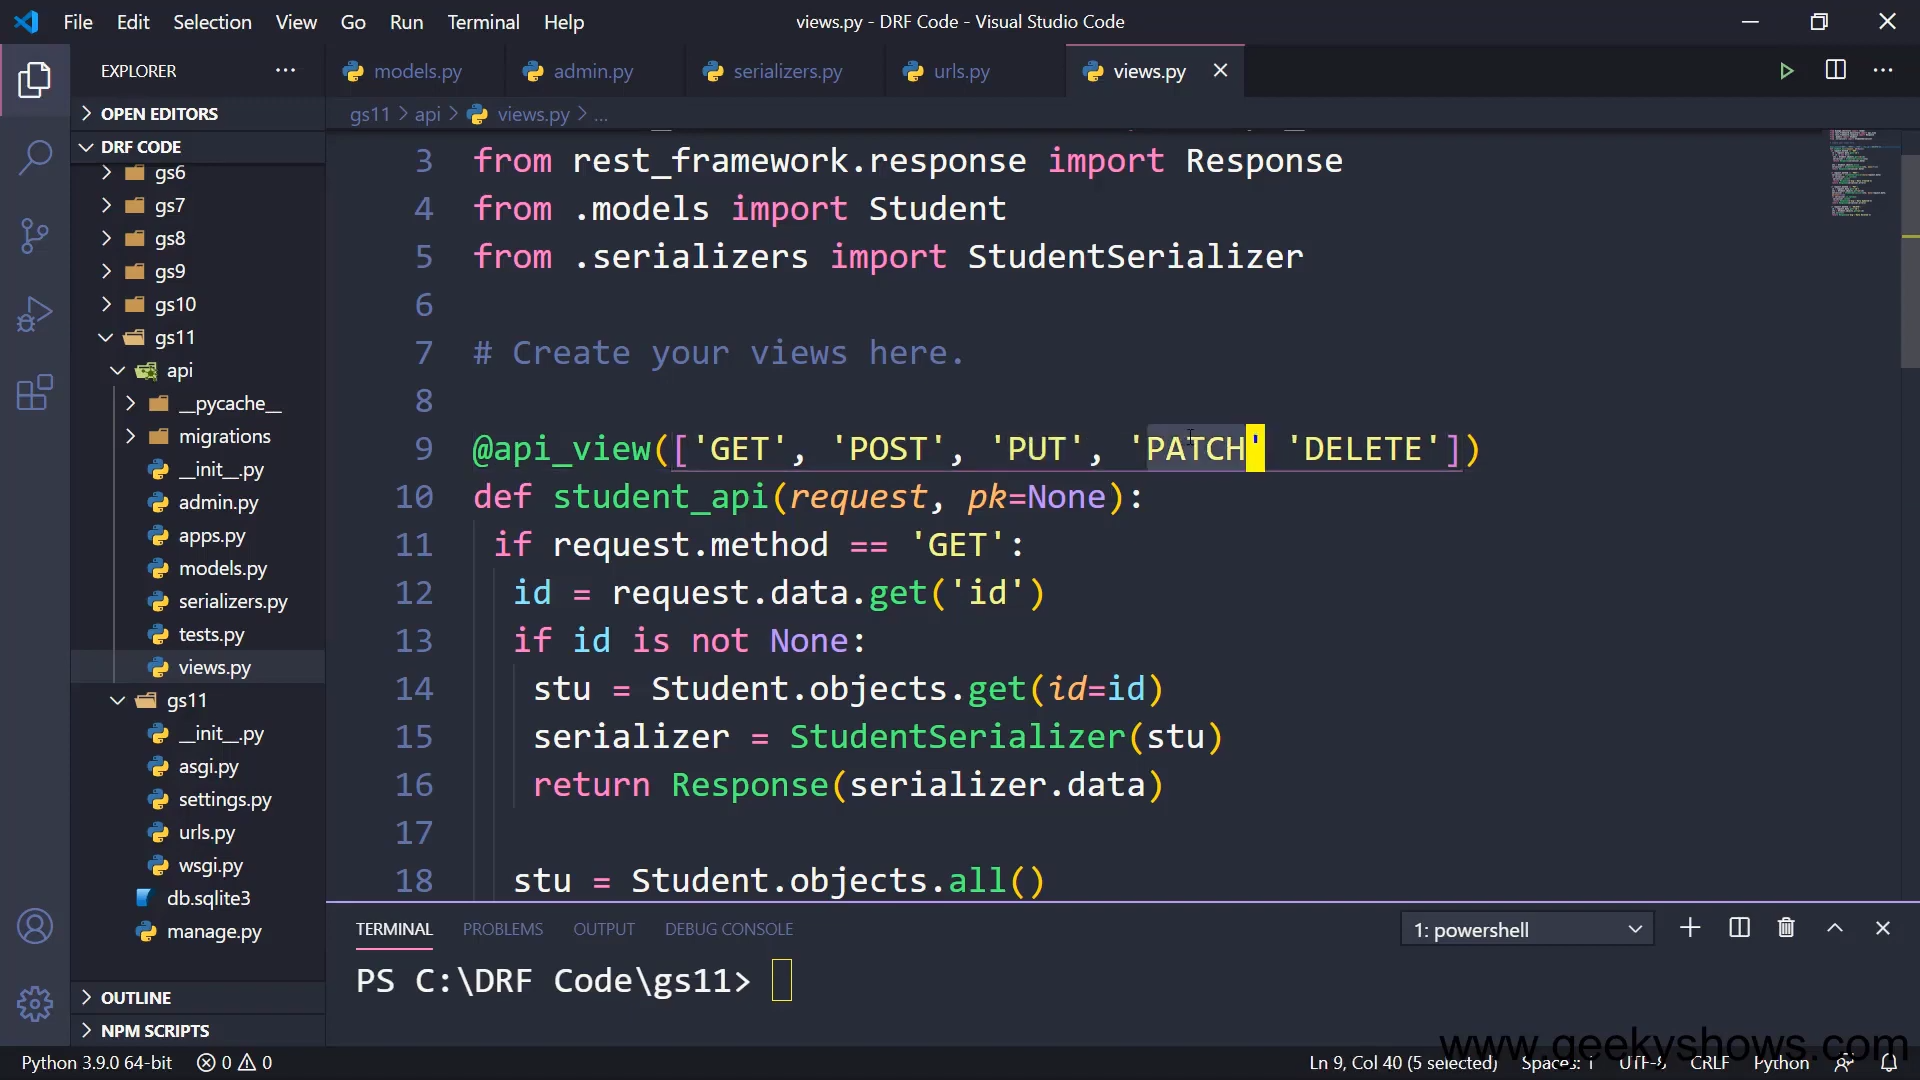 File Edit Selection View Go Run Terminal Help
views.py - DRF Code - Visual Studio Code
EXPLORER
models.py admin.py serializers.py urls.py views.py
OPEN EDITORS
gs11 > api > views.py > ...
DRF CODE
gs6
gs7
gs8
gs9
gs10
gs11
api
__pycache__
migrations
__init__.py
admin.py
apps.py
models.py
serializers.py
tests.py
views.py
gs11
__init__.py
asgi.py
settings.py
urls.py
wsgi.py
db.sqlite3
manage.py
OUTLINE
NPM SCRIPTS
3 from rest_framework.response import Response
4 from .models import Student
5 from .serializers import StudentSerializer
6
7 # Create your views here.
8
9 @api_view(['GET', 'POST', 'PUT', 'PATCH' 'DELETE'])
10 def student_api(request, pk=None):
11 if request.method == 'GET':
12 id = request.data.get('id')
13 if id is not None:
14 stu = Student.objects.get(id=id)
15 serializer = StudentSerializer(stu)
16 return Response(serializer.data)
17
18 stu = Student.objects.all()
TERMINAL PROBLEMS OUTPUT DEBUG CONSOLE
1: powershell
PS C:\DRF Code\gs11>
www.geekyshows.com
Python 3.9.0 64-bit 0 0
Ln 9, Col 40 (5 selected) Spaces: 1 UTF-8 CRLF Python